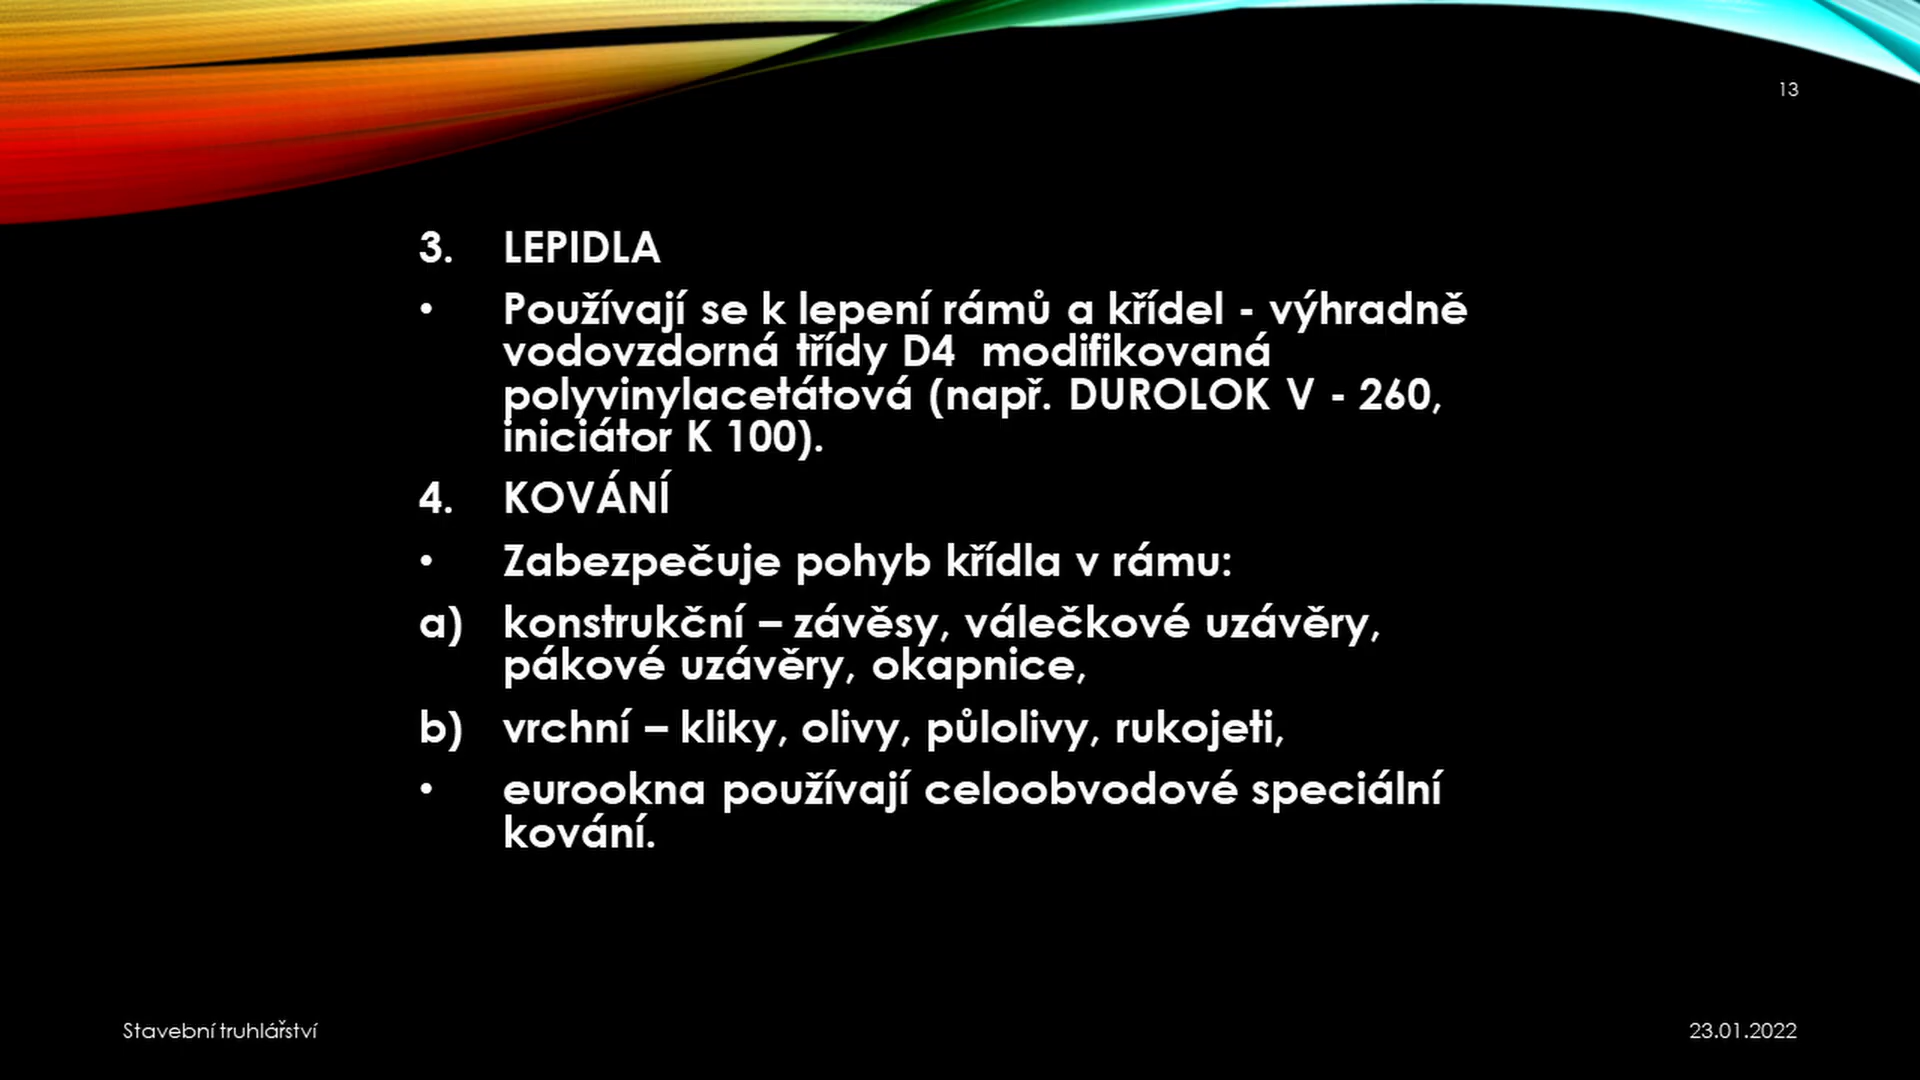 13
3. LEPIDLA
• Používají se k lepení rámů a křídel - výhradně
vodovzdorná třídy D4 modifikovaná
polyvinylacetátová (např. DUROLOK V - 260,
iniciátor K 100).
4. KOVÁNÍ
• Zabezpečuje pohyb křídla v rámu:
a) konstrukční – závěsy, válečkové uzávěry,
pákové uzávěry, okapnice,
b) vrchní – kliky, olivy, půlolivy, rukojeti,
• eurookna používají celoobvodové speciální
kování.
Stavební truhlářství
23.01.2022